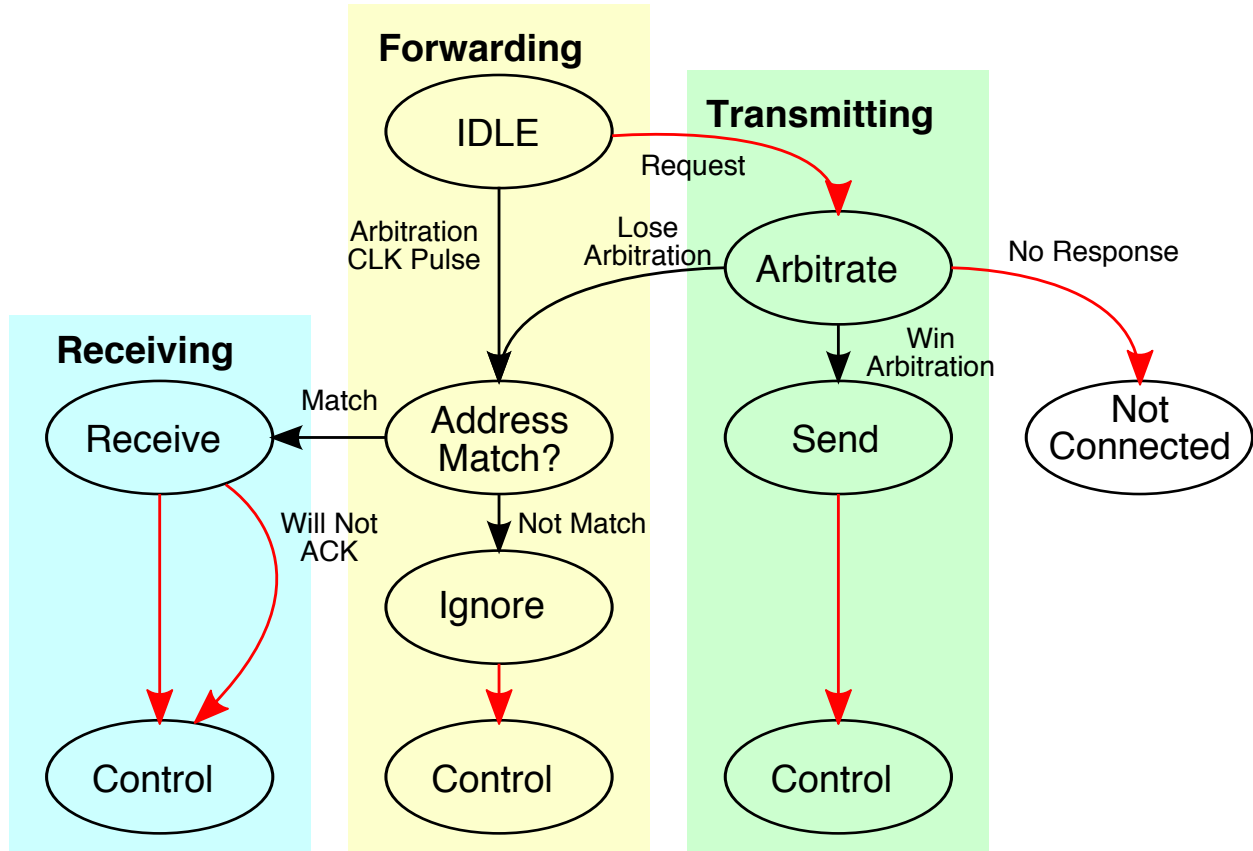 Forwarding
IDLE
Transmitting
Request
Arbitration
CLK Pulse
Lose
Arbitration
Arbitrate
No Response
Win
Arbitration
Receiving
Match
Receive
Address
Match?
Send
Not
Connected
Will Not
ACK
Not Match
Ignore
Control
Control
Control